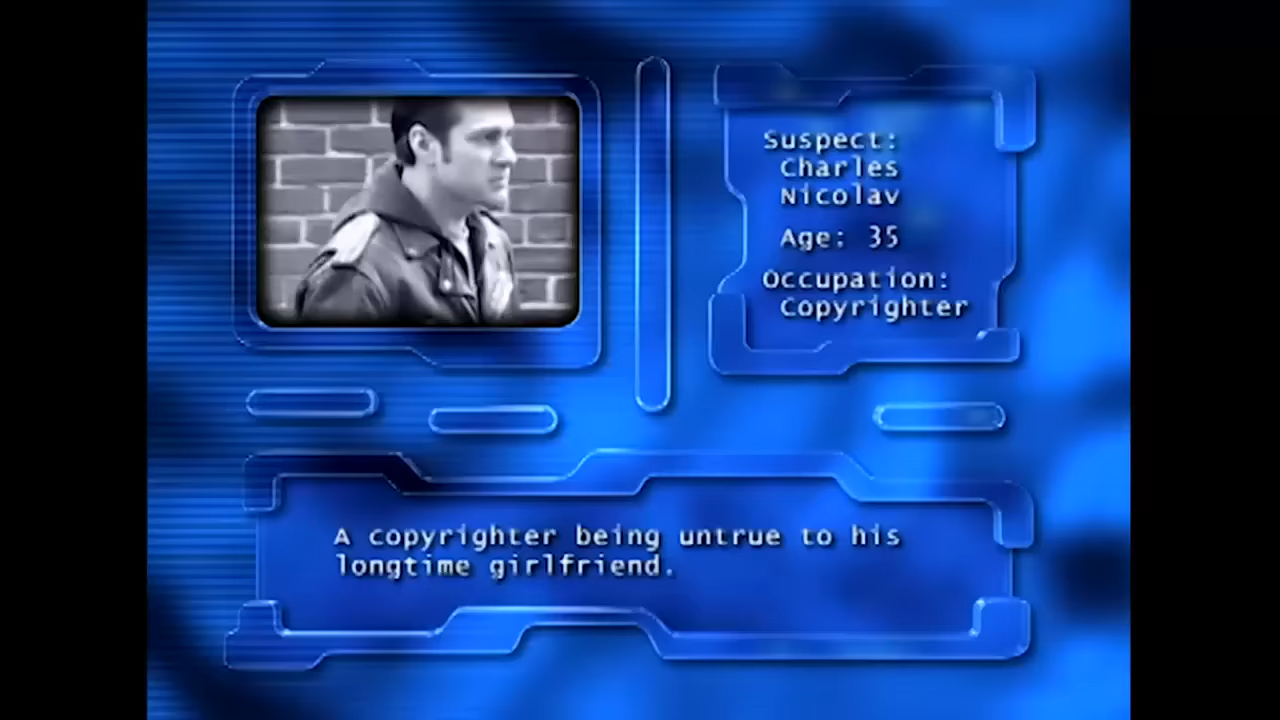 Suspect:
Charles
Nicolav
Age: 35
Occupation:
Copyrighter
A copyrighter being untrue to his
longtime girlfriend.